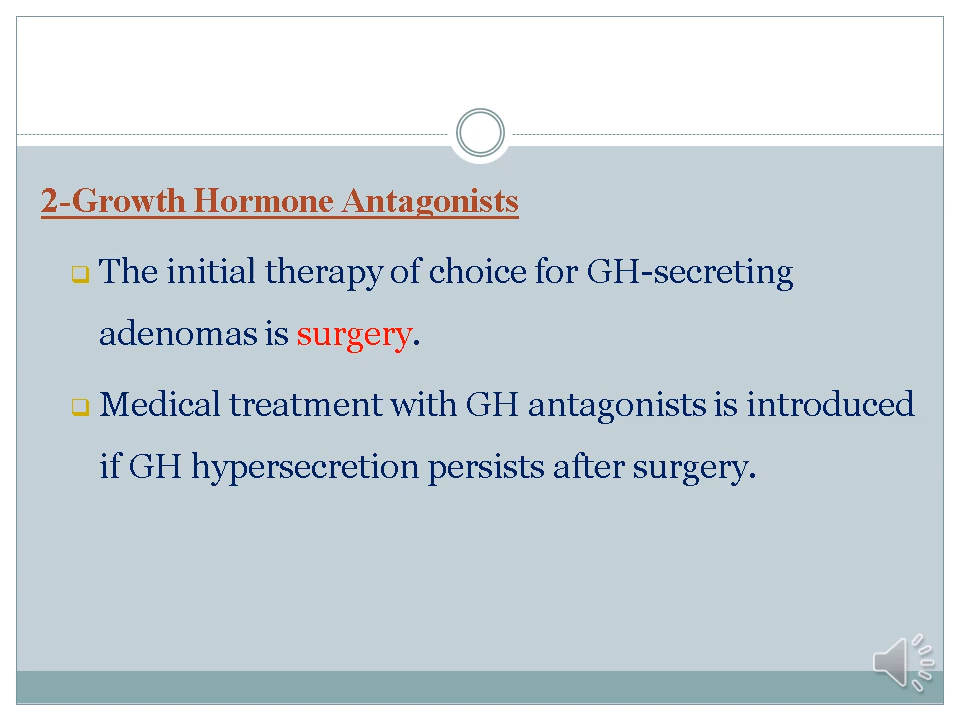 2-Growth Hormone Antagonists
The initial therapy of choice for GH-secreting
adenomas is surgery.
Medical treatment with GH antagonists is introduced
if GH hypersecretion persists after surgery.